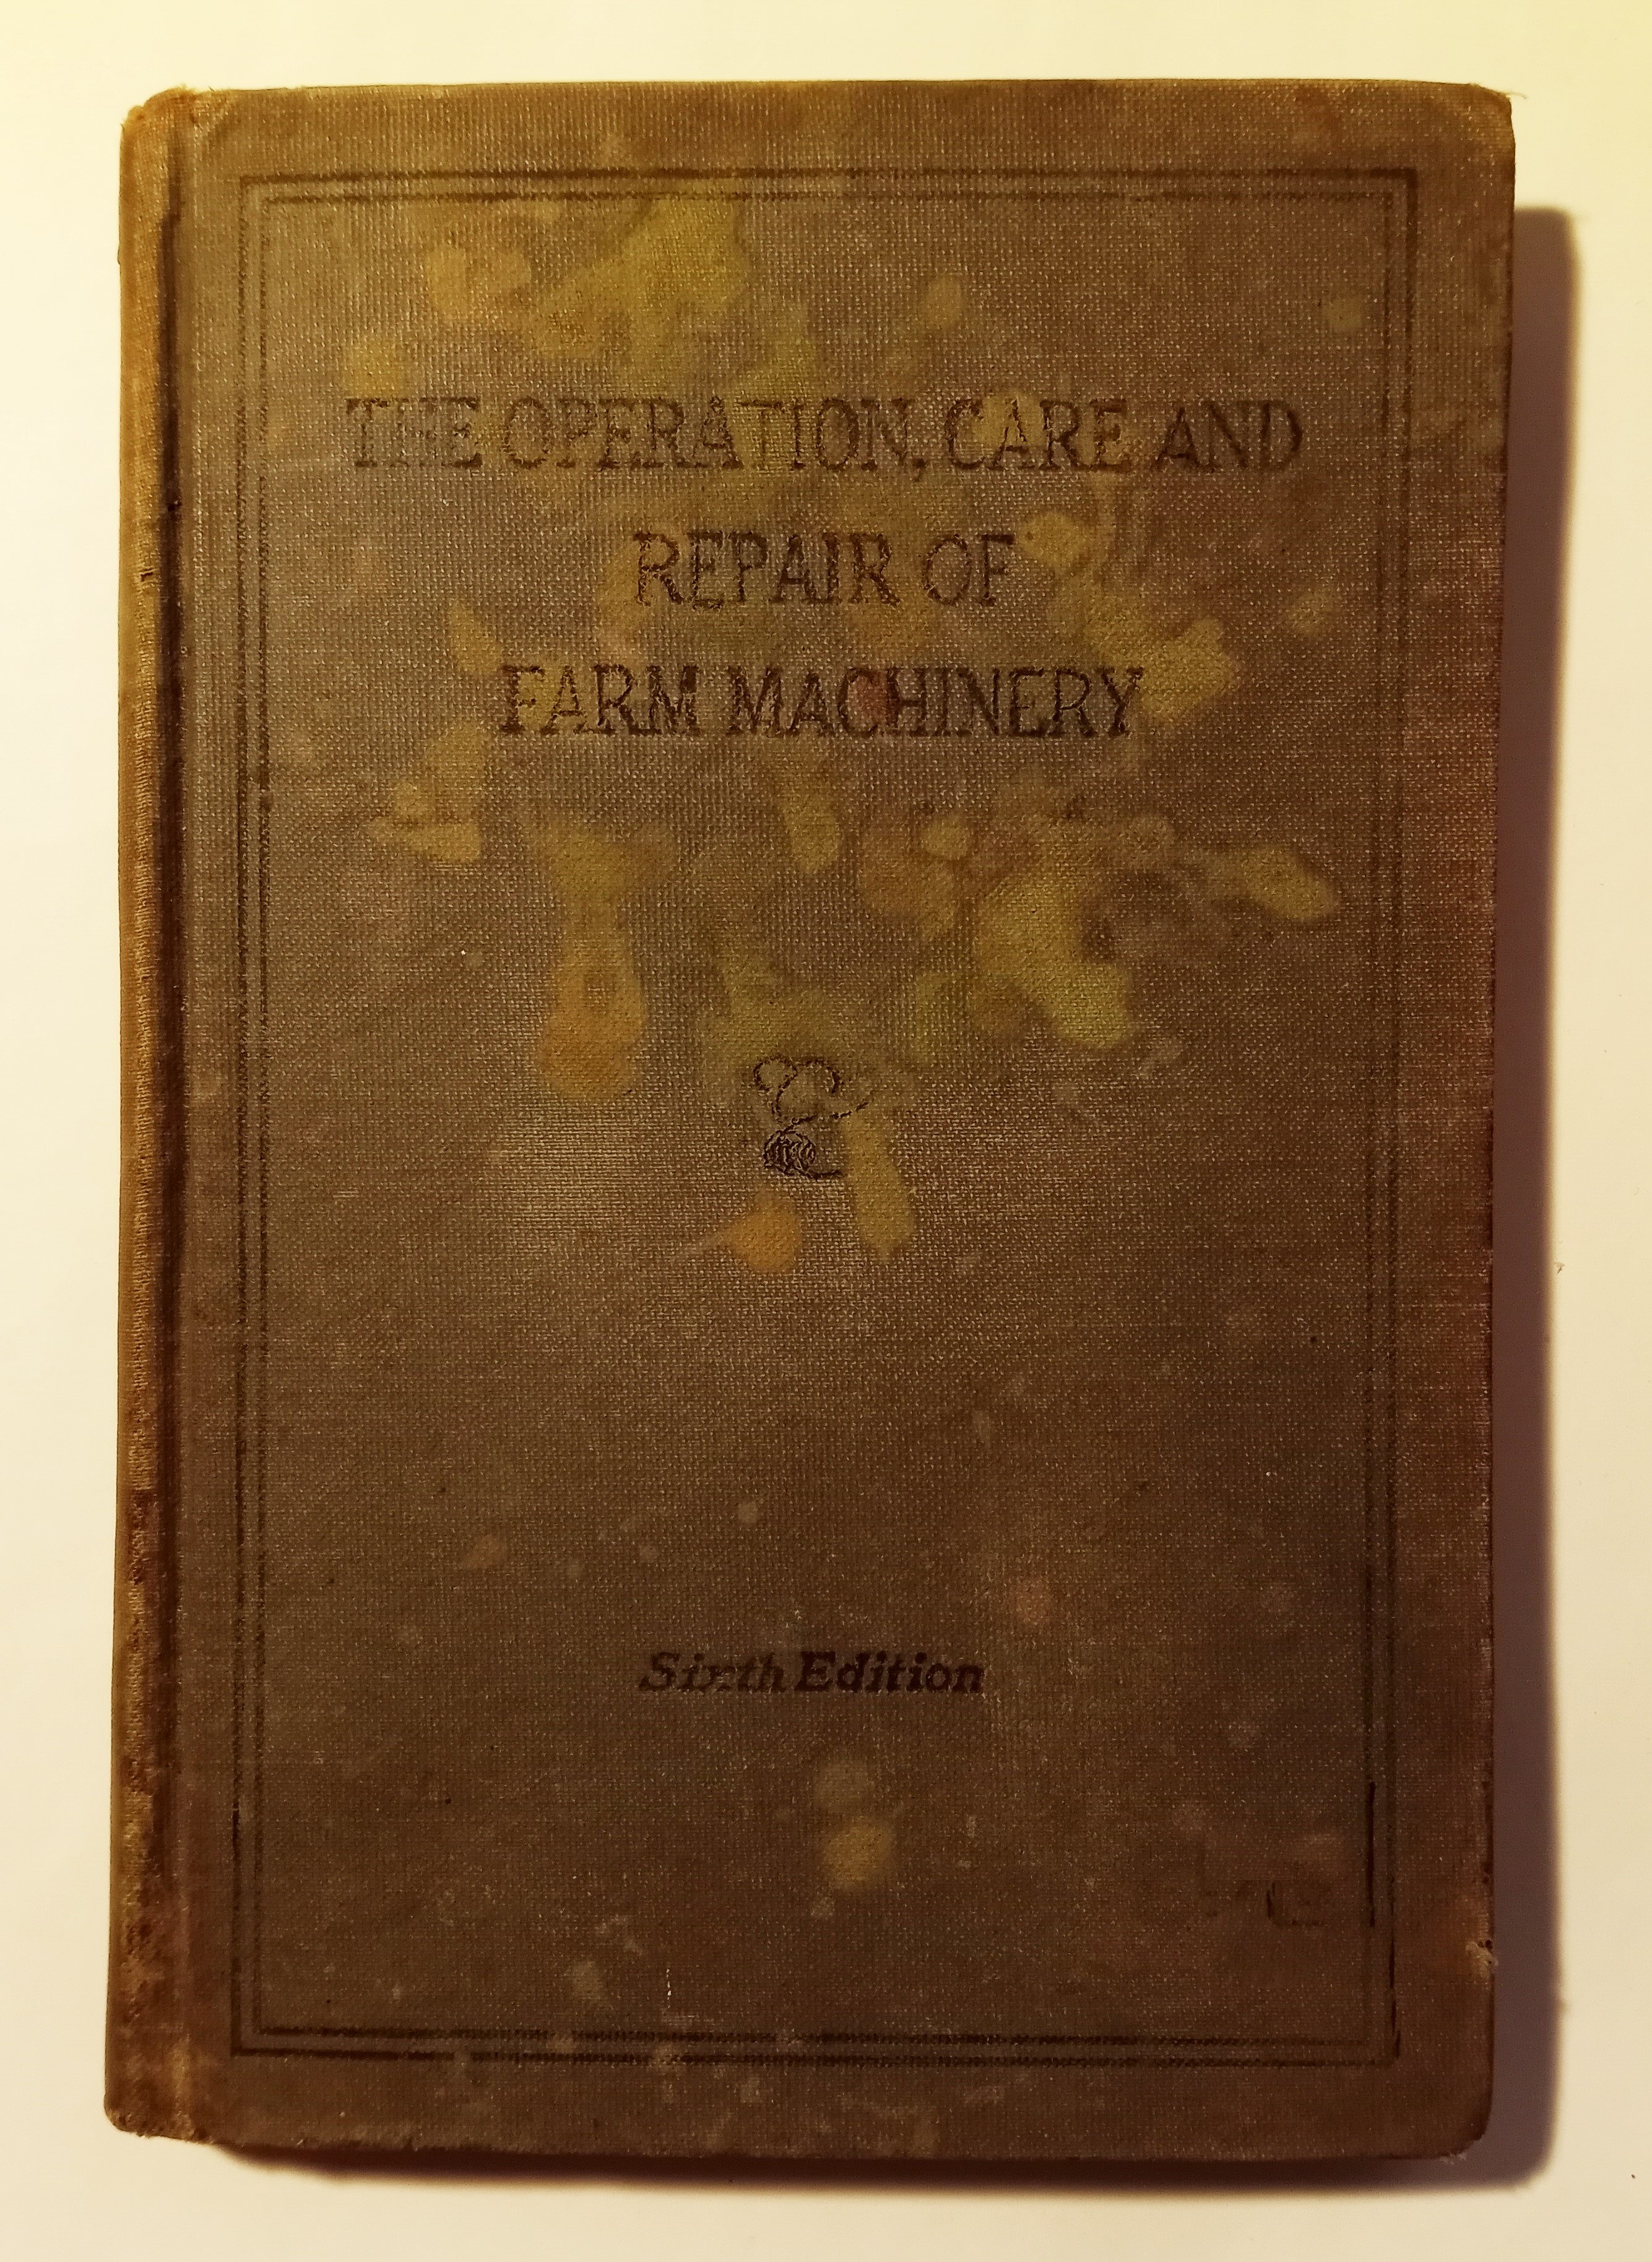 THE OPERATION, CARE AND
REPAIR OF
FARM MACHINERY
Sixth Edition